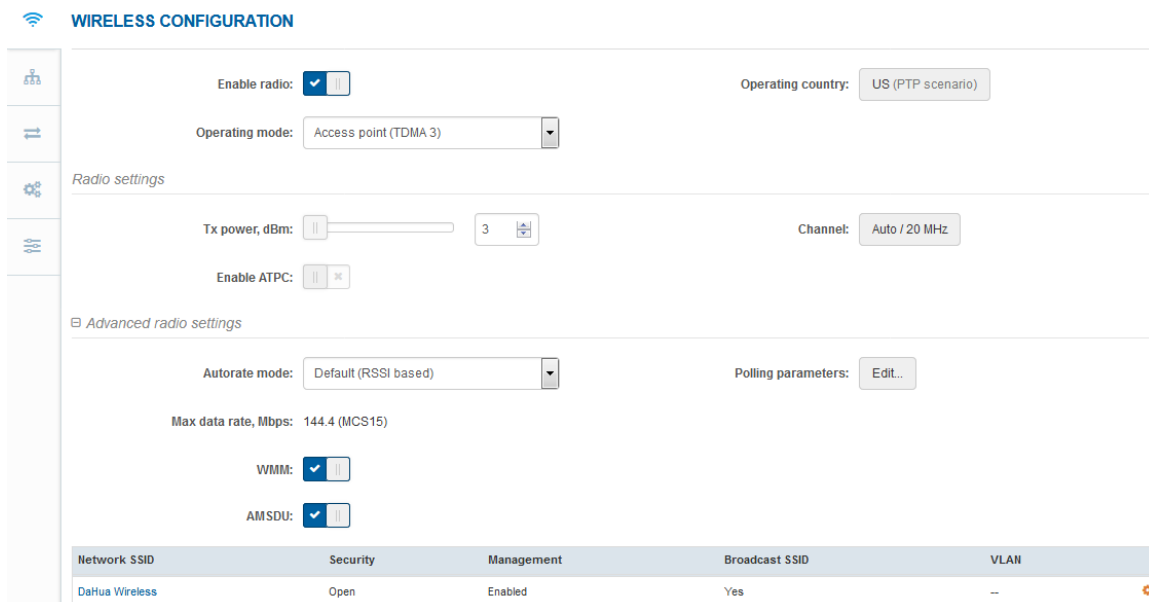 WIRELESS CONFIGURATION
Enable radio: Operating country: US (PTP scenario)
Operating mode: Access point (TDMA 3)
Radio settings
Tx power, dBm: 3 Channel: Auto / 20 MHz
Enable ATPC:
Advanced radio settings
Autorate mode: Default (RSSI based) Polling parameters: Edit...
Max data rate, Mbps: 144.4 (MCS15)
WMM:
AMSDU:
Network SSID Security Management Broadcast SSID VLAN
DaHua Wireless Open Enabled Yes --